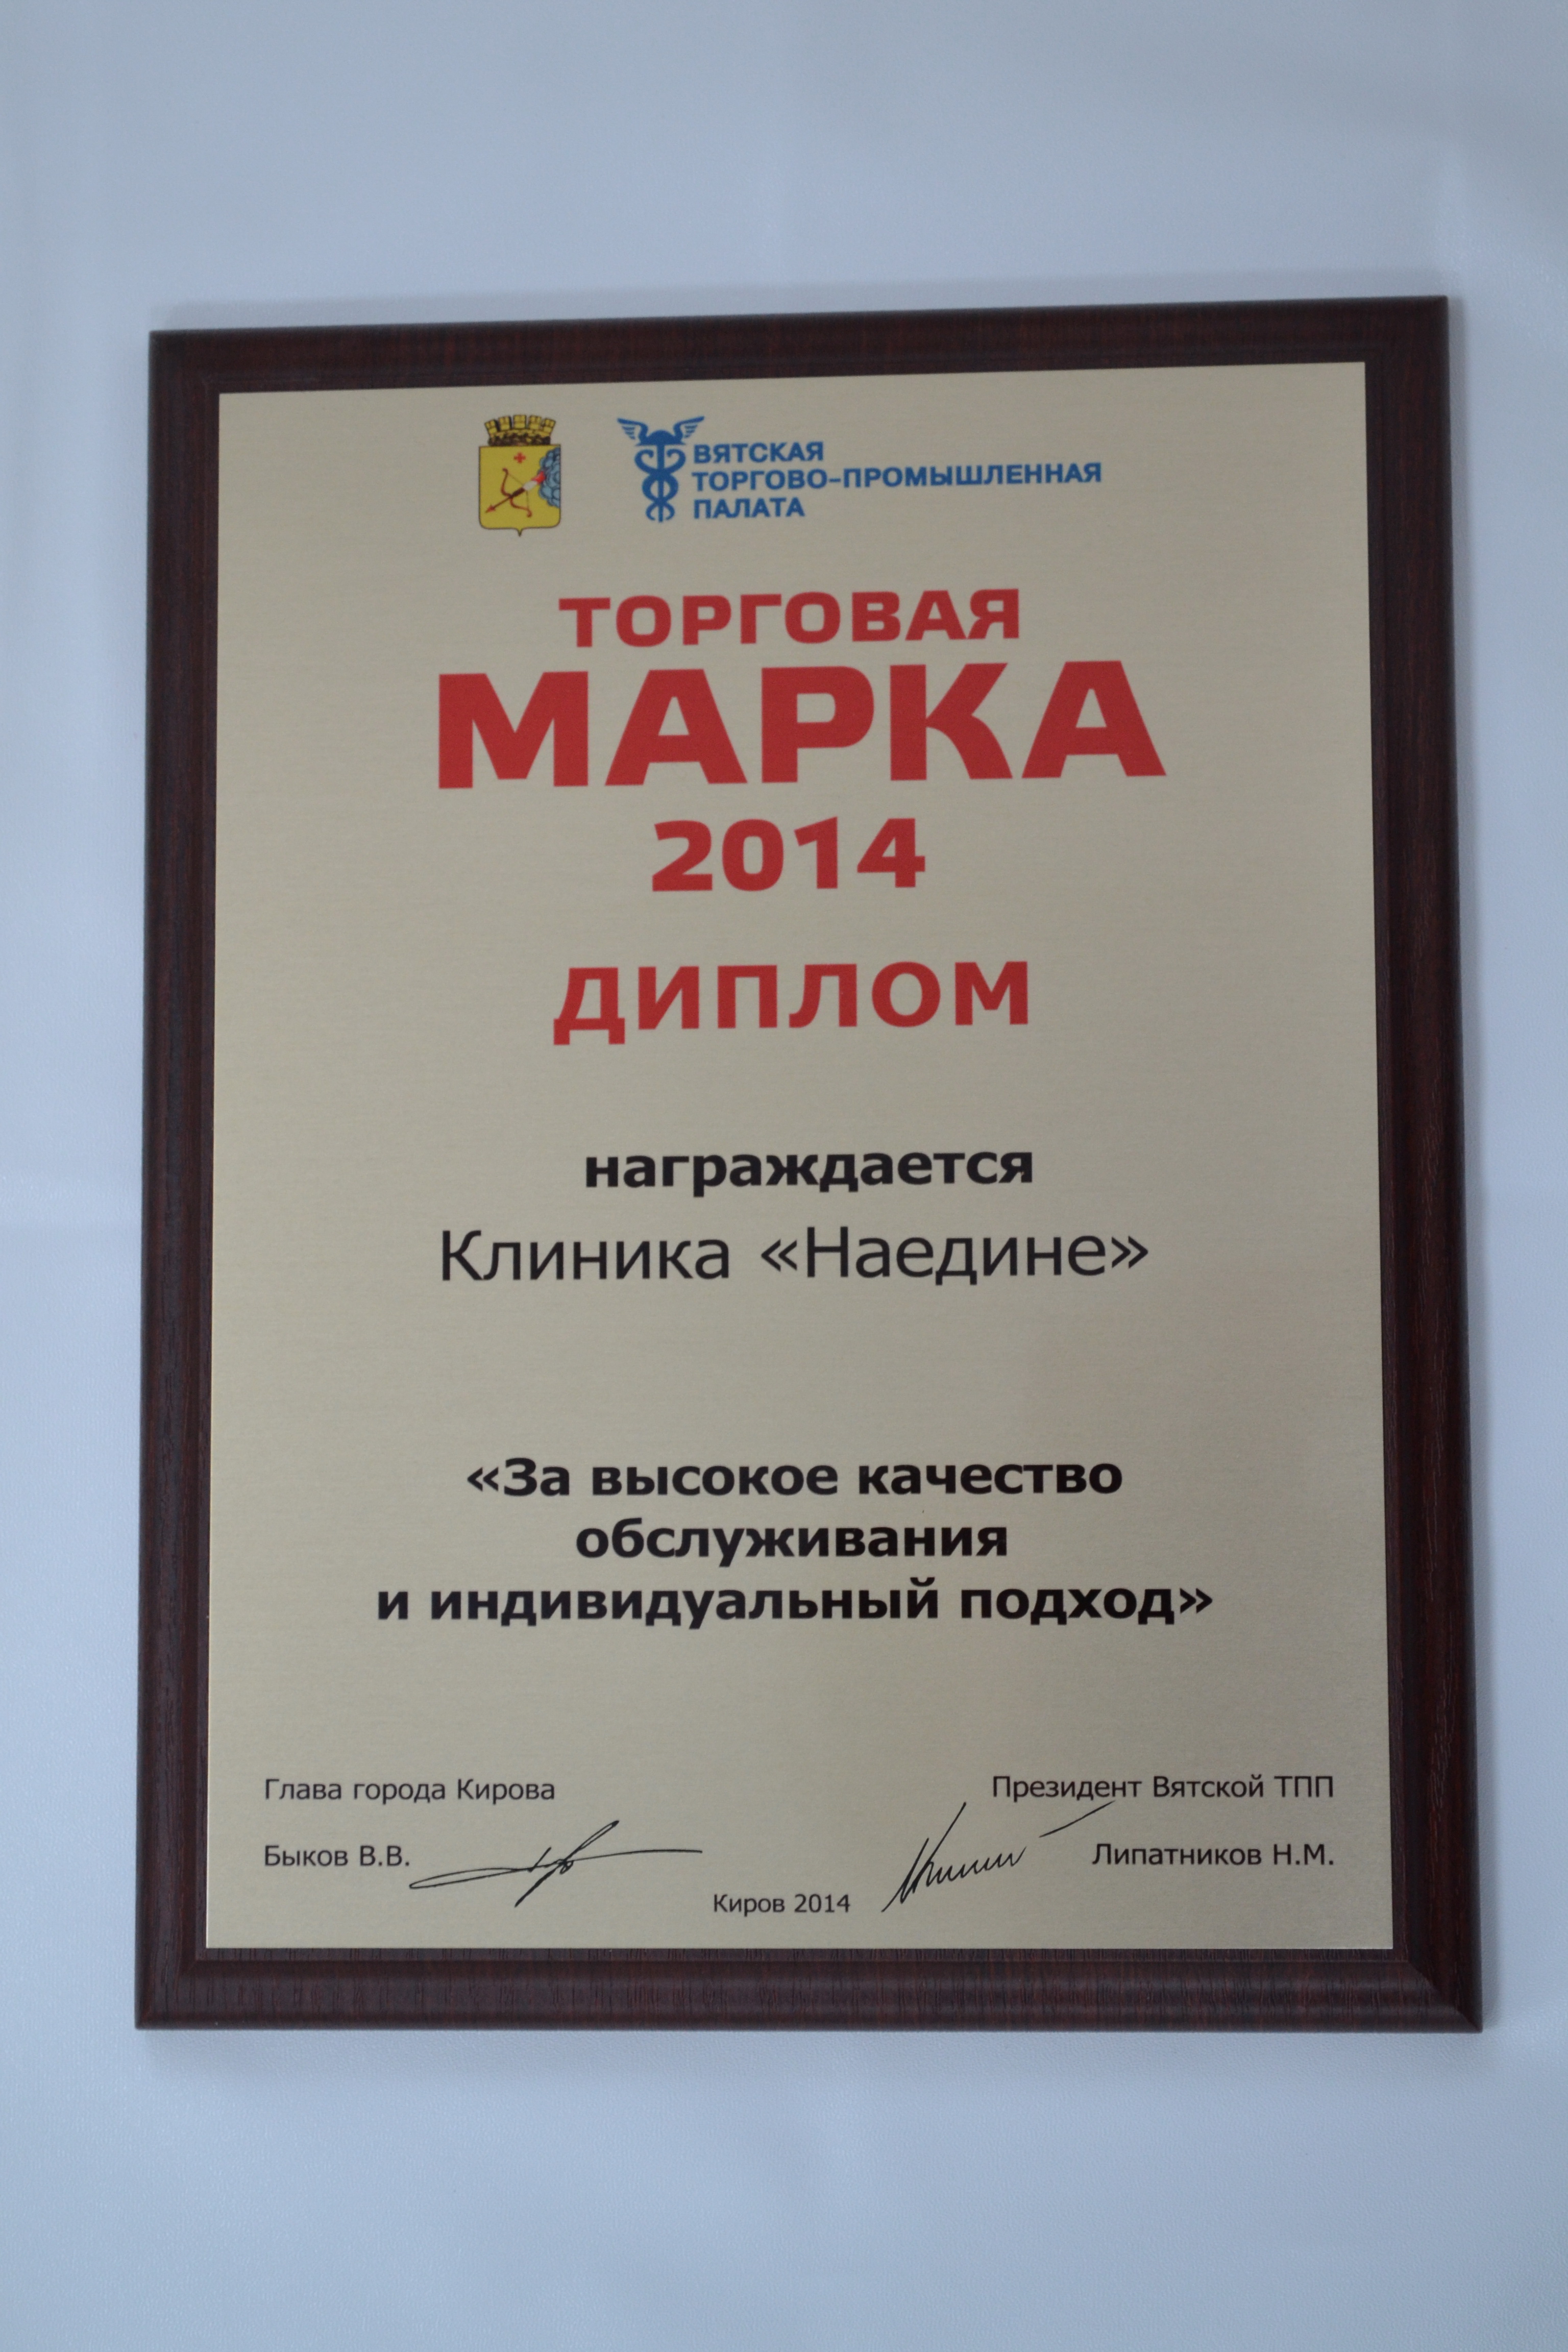 ВЯТСКАЯ
ТОРГОВО-ПРОМЫШЛЕННАЯ
ПАЛАТА
ТОРГОВАЯ
МАРКА
2014
ДИПЛОМ
награждается
Клиника «Наедине»
«За высокое качество
обслуживания
и индивидуальный подход»
Глава города Кирова
Быков В.В.
Президент Вятской ТПП
Липатников Н.М.
Киров 2014